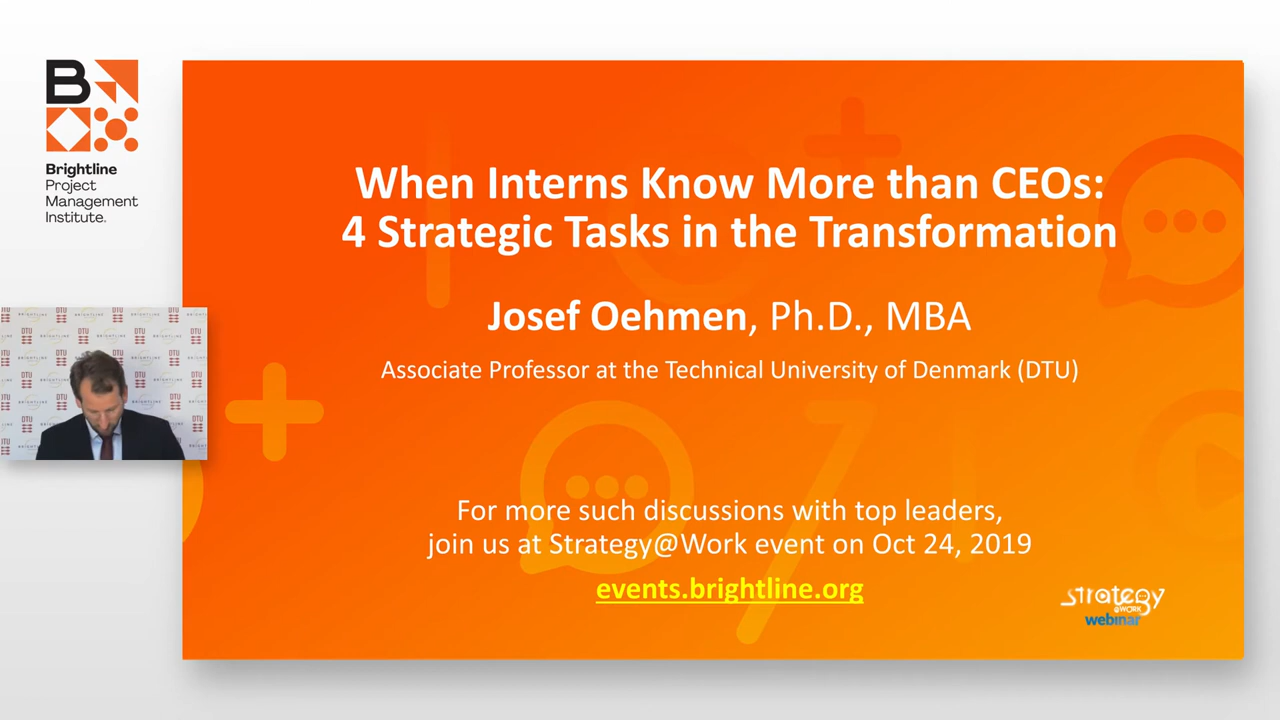 B
Brightline
Project
Management
Institute.
When Interns Know More than CEOs:
4 Strategic Tasks in the Transformation
Josef Oehmen, Ph.D., MBA
Associate Professor at the Technical University of Denmark (DTU)
DTU
BRIGHTLINE
For more such discussions with top leaders,
join us at Strategy@Work event on Oct 24, 2019
events.brightline.org
strategy
@WORK
webinar